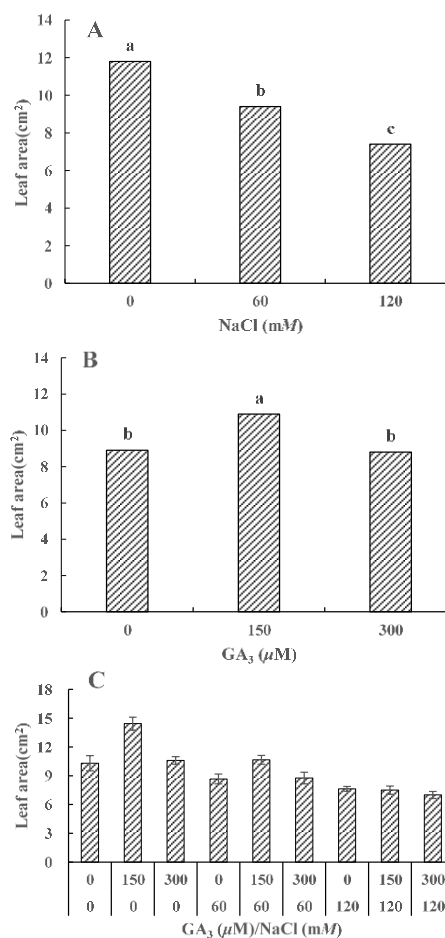 A
14
12
10
8
6
4
2
0
Leaf area(cm²)
a
b
c
0 60 120
NaCl (mM)
B
14
12
10
8
6
4
2
0
Leaf area(cm²)
b
a
b
0 150 300
GA₃ (µM)
C
18
15
12
9
6
3
0
Leaf area(cm²)
0 150 300 0 150 300 0 150 300
0 0 0 60 60 60 120 120 120
GA₃ (µM)/NaCl (mM)